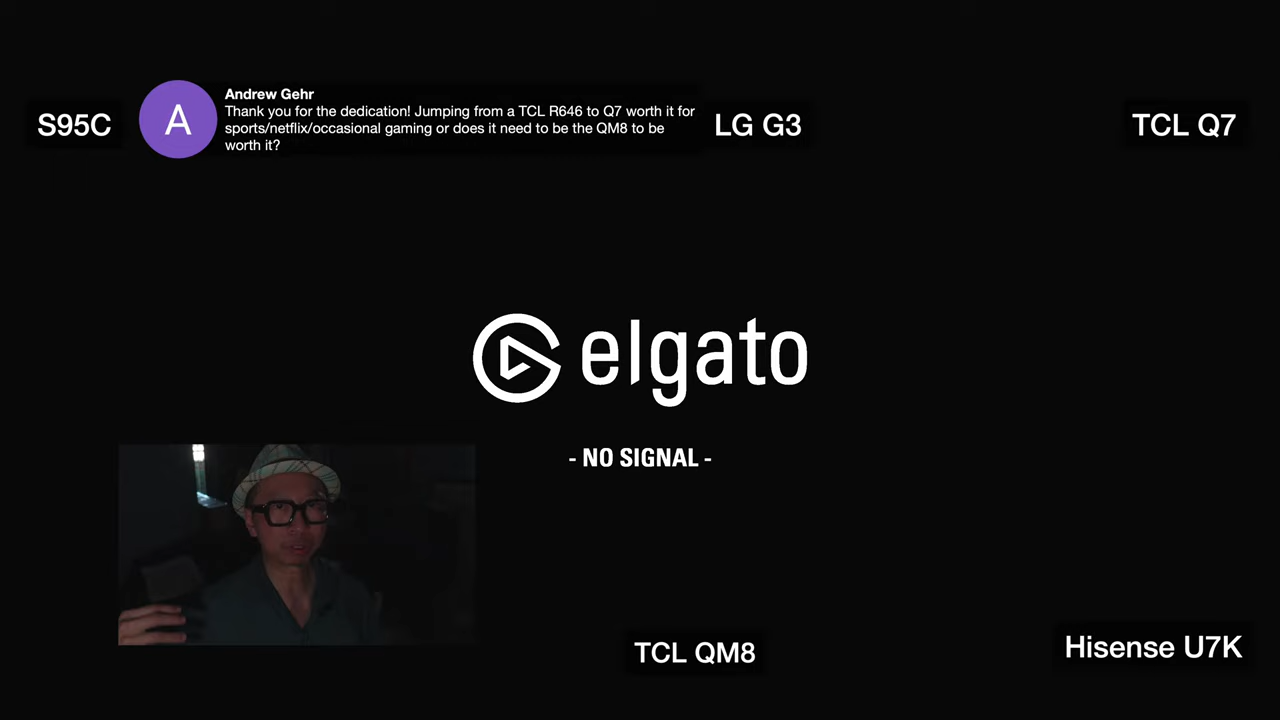 S95C
A
Andrew Gehr
Thank you for the dedication! Jumping from a TCL R646 to Q7 worth it for
sports/netflix/occasional gaming or does it need to be the QM8 to be
worth it?
LG G3
TCL Q7
elgato
- NO SIGNAL -
TCL QM8
Hisense U7K